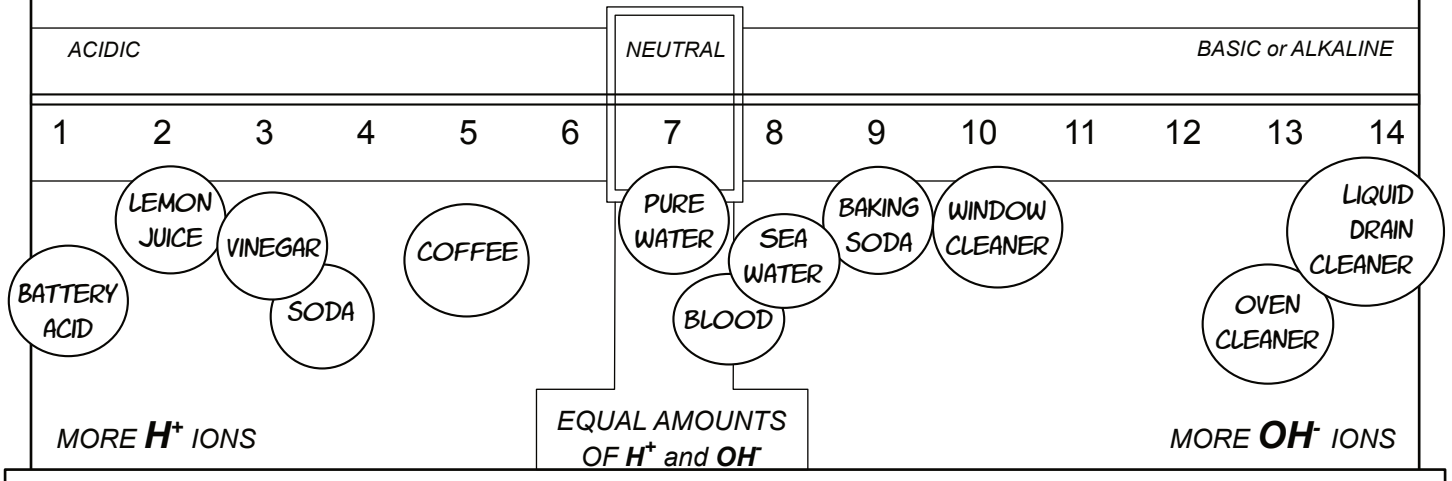 ACIDIC
NEUTRAL
BASIC or ALKALINE
1 2 3 4 5 6 7 8 9 10 11 12 13 14
LEMON
JUICE
VINEGAR
BATTERY
ACID
SODA
COFFEE
PURE
WATER
BLOOD
SEA
WATER
BAKING
SODA
WINDOW
CLEANER
OVEN
CLEANER
LIQUID
DRAIN
CLEANER
MORE H⁺ IONS
EQUAL AMOUNTS
OF H⁺ and OH⁻
MORE OH⁻ IONS